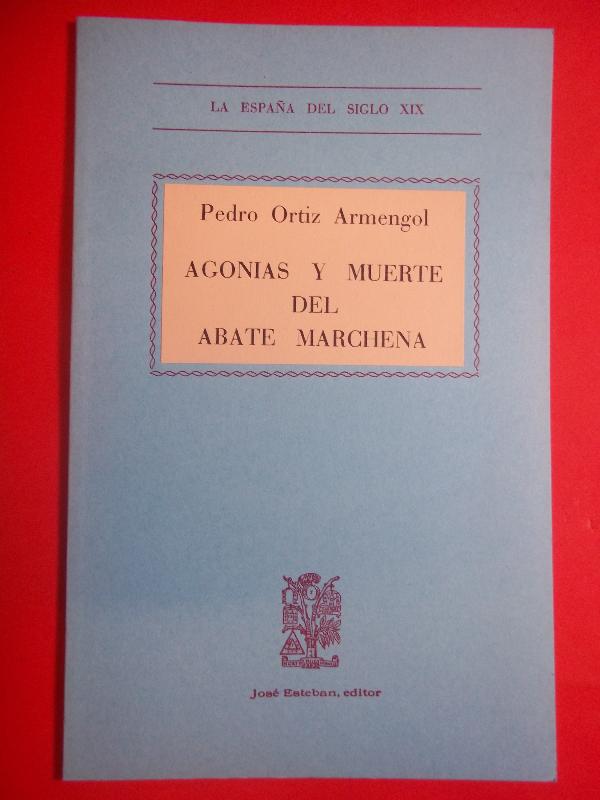 LA ESPAÑA DEL SIGLO XIX
Pedro Ortiz Armengol
AGONIAS Y MUERTE
DEL
ABATE MARCHENA
José Esteban, editor